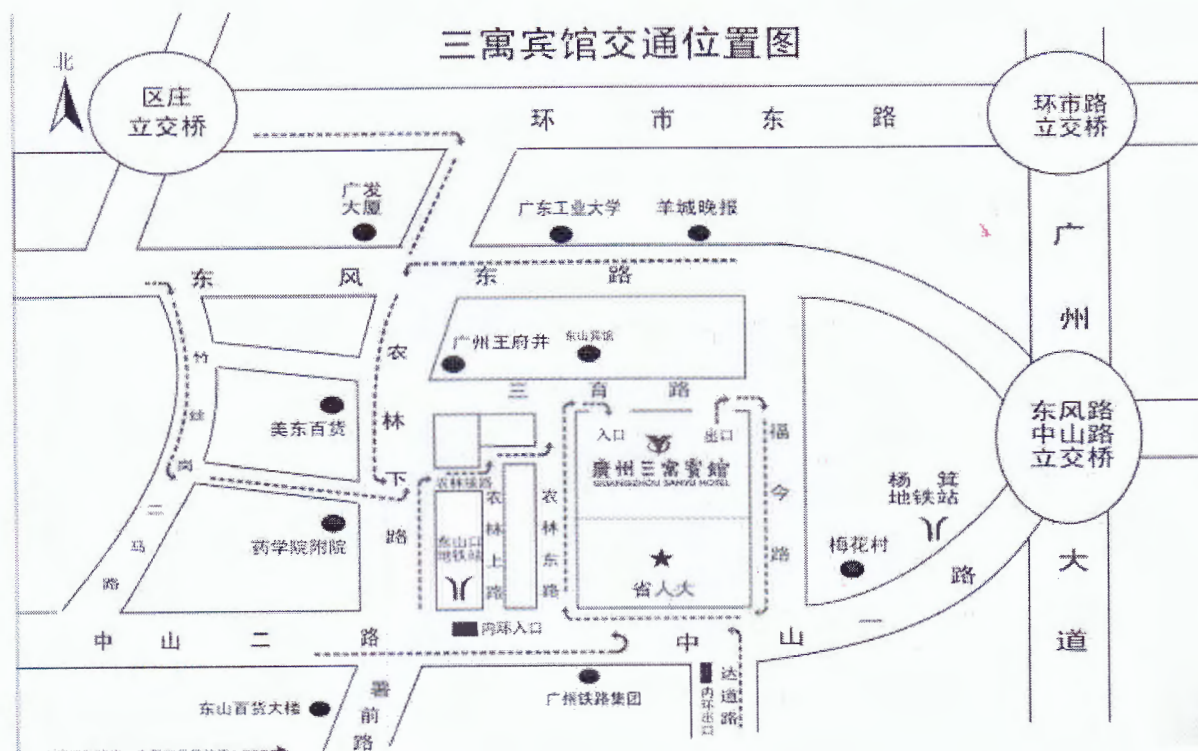 三寓宾馆交通位置图
北
区庄
立交桥
环市东路
环市路
立交桥
广发
大厦
广东工业大学
羊城晚报
广州大道
东风东路
广州王府井
东山宾馆
竹丝岗二马路
农林下路
三育路
美东百货
入口
出口
廣州三寓賓館
GUANGZHOU SANYU HOTEL
福今路
东风路
中山路
立交桥
杨箕
地铁站
农林上路
农林东路
药学院附院
东山口
地铁站
省人大
梅花村
内环入口
中山二路
中山一路
东山百货大楼
署前路
广州铁路集团
内环出口
达道路